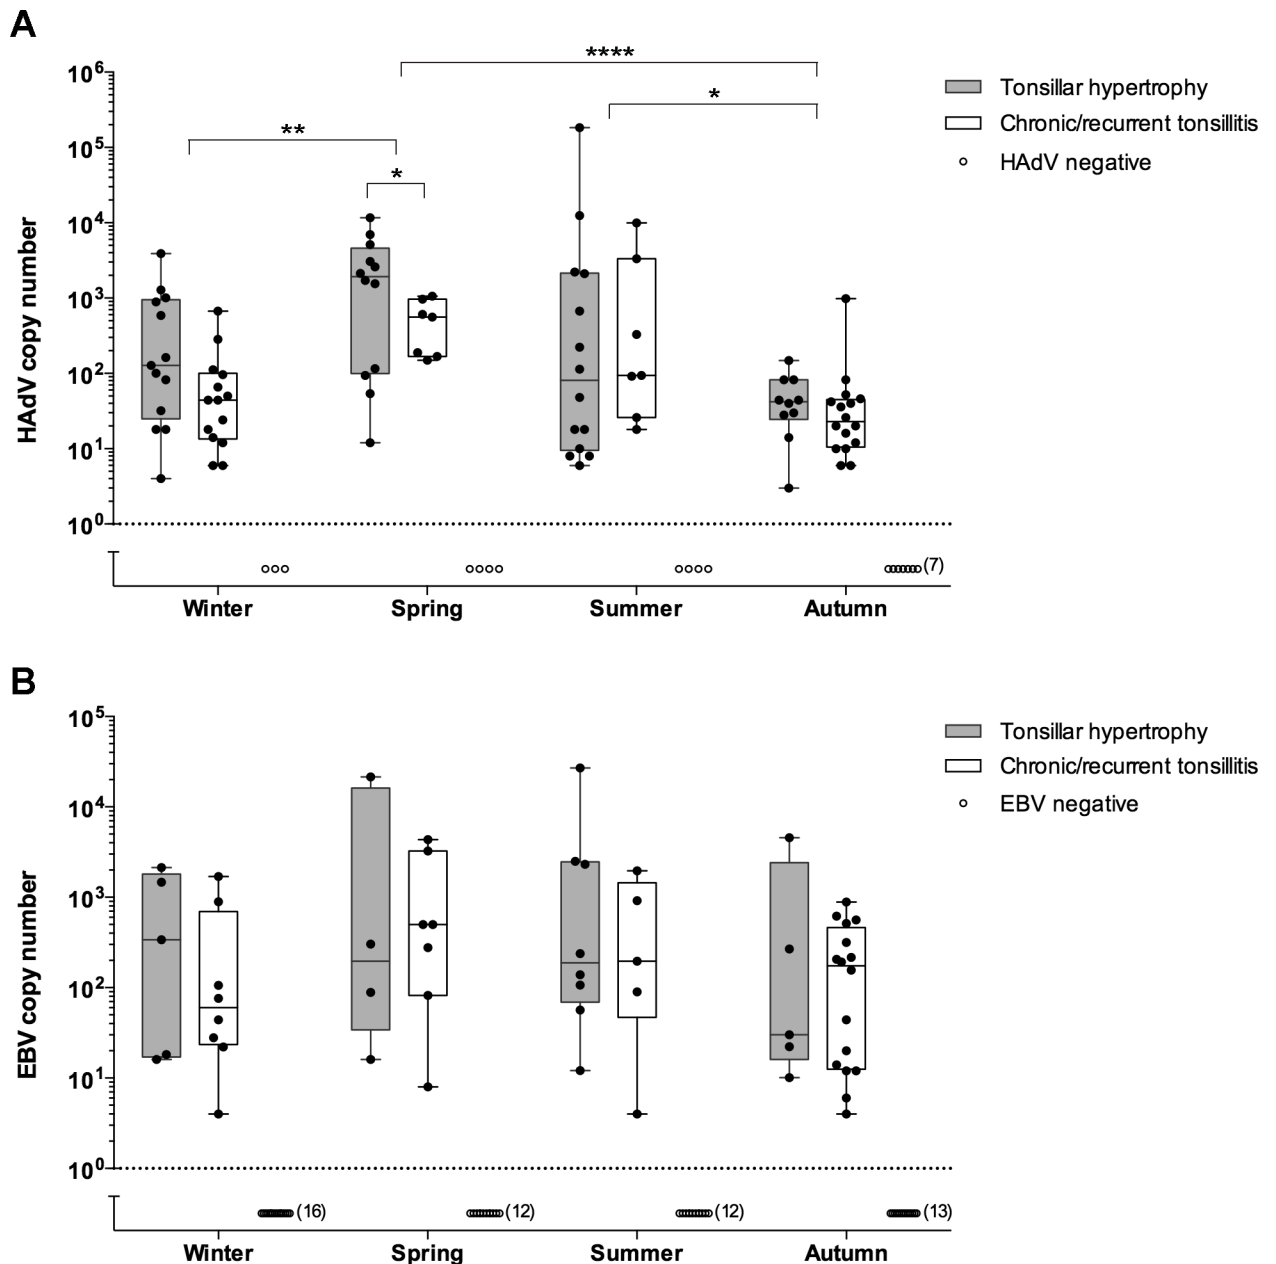 A
****
10⁶
*
Tonsillar hypertrophy
**
Chronic/recurrent tonsillitis
10⁵
HAdV negative
*
10⁴
HAdV copy number
10³
10²
10¹
10⁰
(7)
Winter Spring Summer Autumn
B
10⁵
Tonsillar hypertrophy
Chronic/recurrent tonsillitis
10⁴
EBV negative
EBV copy number
10³
10²
10¹
10⁰
(16) (12) (12) (13)
Winter Spring Summer Autumn